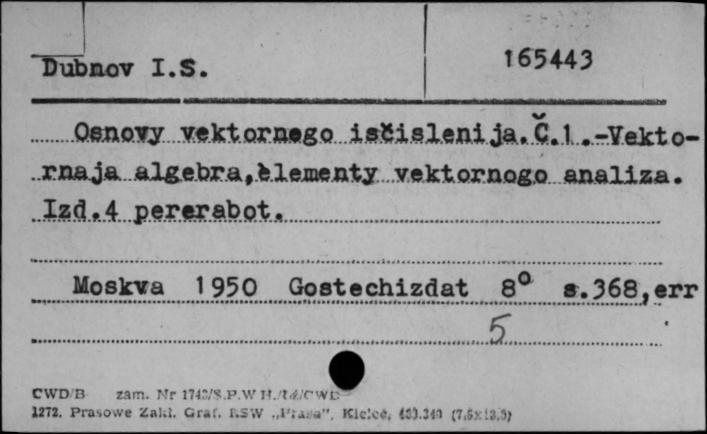 Dubnov I.S.
165443
Osnovy vektornego isčislenija.Č.1.-Vekto-
rnaja algebra,èlementy vektornogo analiza.
Izd.4 pererabot.
Moskva 1950 Gostechizdat 8° s.368,err
5
CWD/B zam. Nr
1272. Prasowe Zakł. Graf. RSW „Prasa", Kielce,